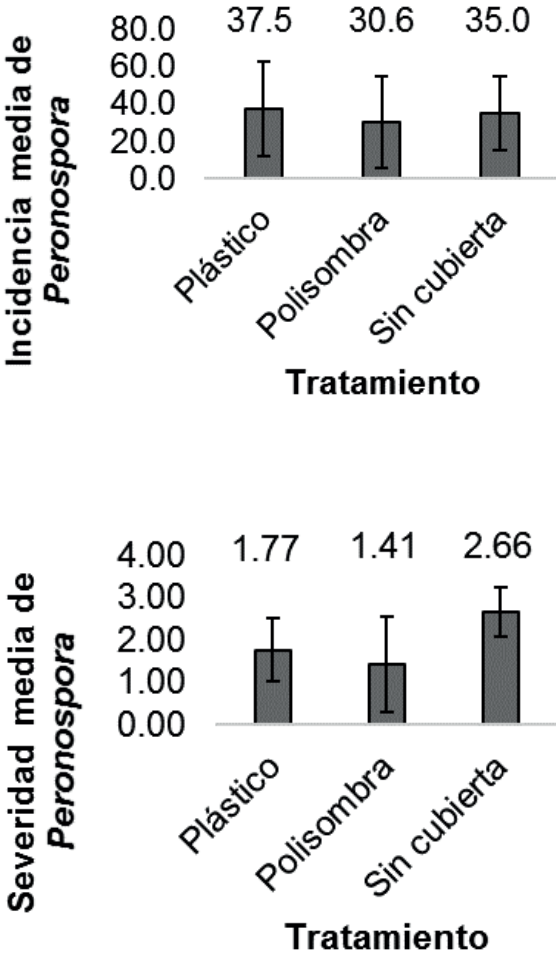 Incidencia media de
Peronospora
80.0
60.0
40.0
20.0
0.0
37.5 30.6 35.0
Plástico
Polisombra
Sin cubierta
Tratamiento
Severidad media de
Peronospora
4.00
3.00
2.00
1.00
0.00
1.77 1.41 2.66
Plástico
Polisombra
Sin cubierta
Tratamiento